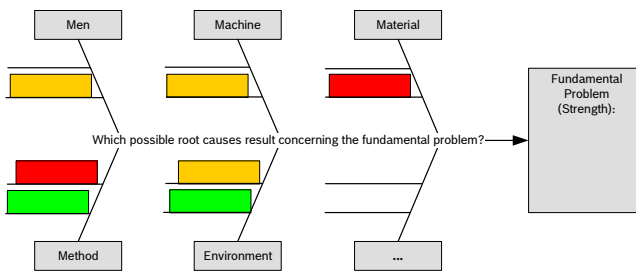 Men
Machine
Material
Fundamental
Problem
(Strength):
Which possible root causes result concerning the fundamental problem?
Method
Environment
...